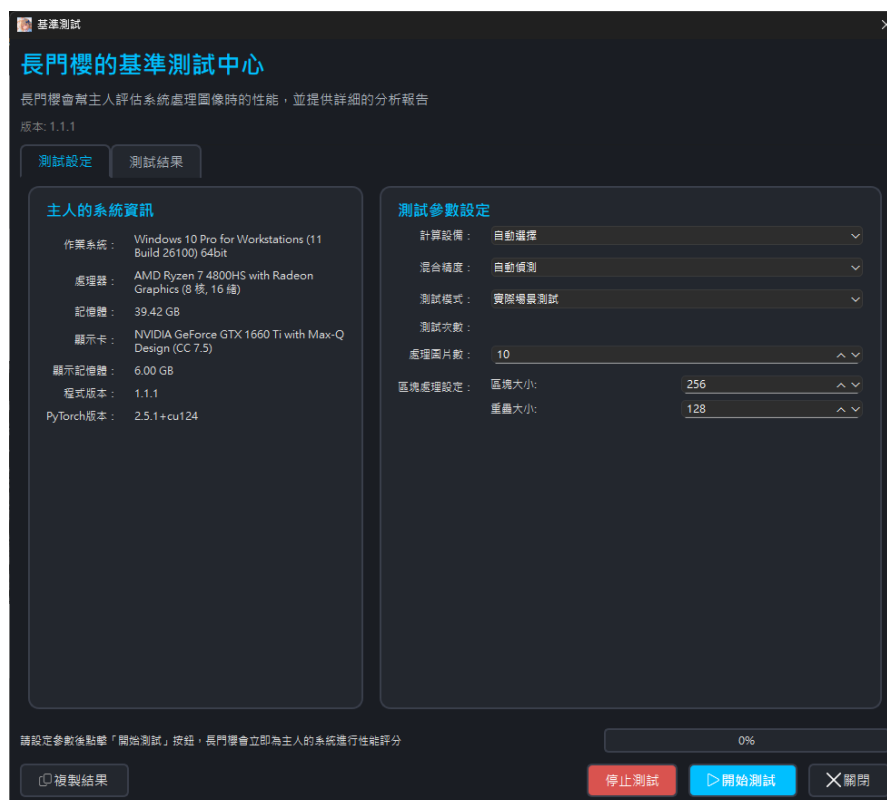 基準測試
長門櫻的基準測試中心
長門櫻會幫主人評估系統處理圖像時的性能，並提供詳細的分析報告
版本: 1.1.1
測試設定
測試結果
主人的系統資訊
作業系統：
Windows 10 Pro for Workstations (11
Build 26100) 64bit
處理器：
AMD Ryzen 7 4800HS with Radeon
Graphics (8 核, 16 緒)
記憶體：
39.42 GB
顯示卡：
NVIDIA GeForce GTX 1660 Ti with Max-Q
Design (CC 7.5)
顯示記憶體：
6.00 GB
程式版本：
1.1.1
PyTorch版本：
2.5.1+cu124
測試參數設定
計算設備：
自動選擇
混合精度：
自動偵測
測試模式：
實際場景測試
測試次數：
處理圖片數：
10
區塊處理設定：
區塊大小:
256
重疊大小:
128
請設定參數後點擊「開始測試」按鈕，長門櫻會立即為主人的系統進行性能評分
0%
複製結果
停止測試
開始測試
關閉